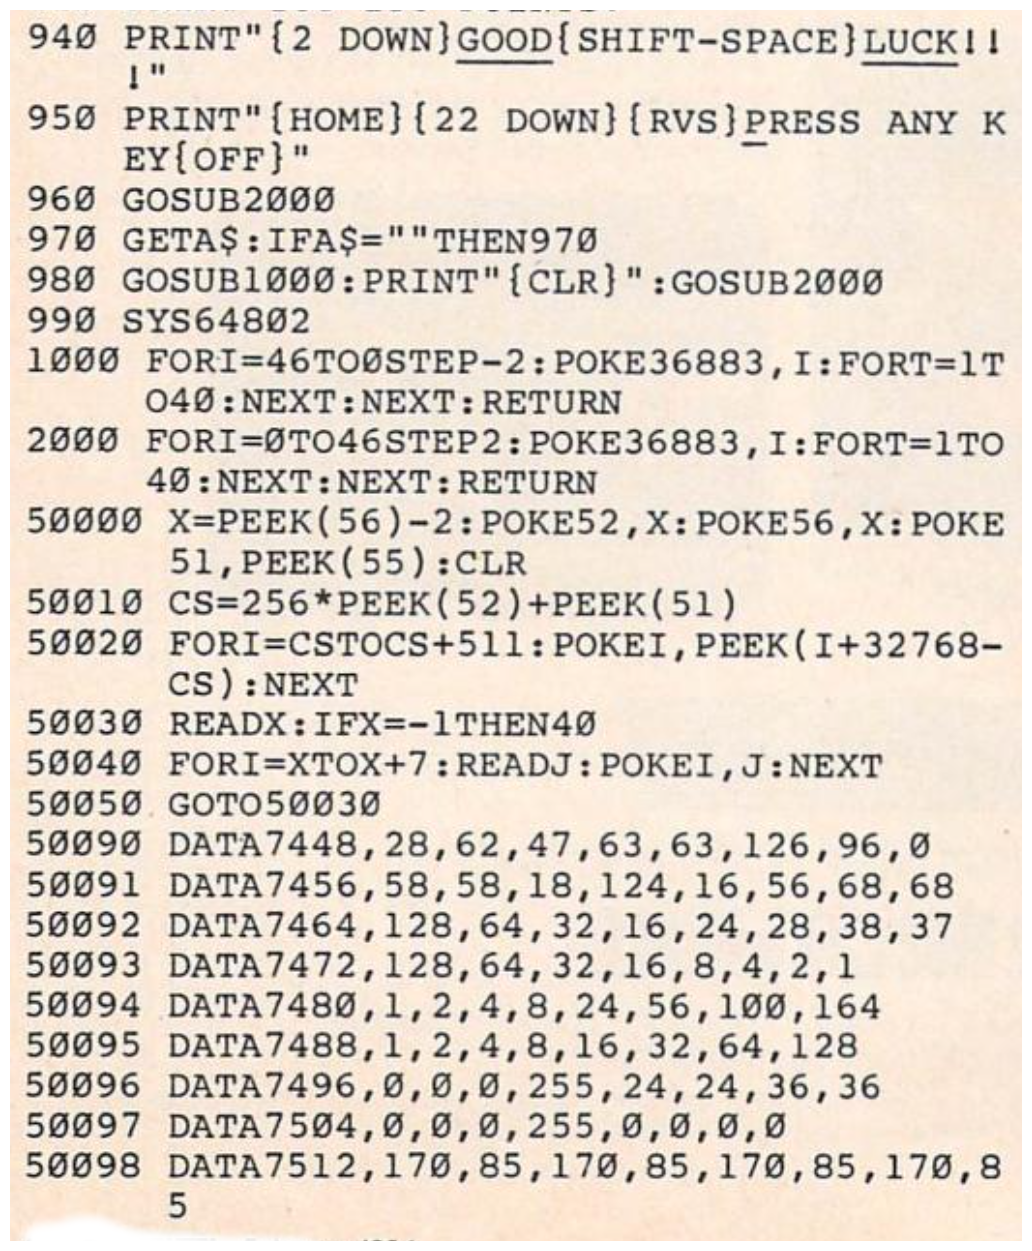 940 PRINT"{2 DOWN}GOOD{SHIFT-SPACE}LUCK!!
!"
950 PRINT"{HOME}{22 DOWN}{RVS}PRESS ANY K
EY{OFF}"
960 GOSUB2000
970 GETA$:IFA$=""THEN970
980 GOSUB1000:PRINT"{CLR}":GOSUB2000
990 SYS64802
1000 FORI=46TO0STEP-2:POKE36883,I:FORT=1T
O40:NEXT:NEXT:RETURN
2000 FORI=0TO46STEP2:POKE36883,I:FORT=1TO
40:NEXT:NEXT:RETURN
50000 X=PEEK(56)-2:POKE52,X:POKE56,X:POKE
51,PEEK(55):CLR
50010 CS=256*PEEK(52)+PEEK(51)
50020 FORI=CSTOCS+511:POKEI,PEEK(I+32768-
CS):NEXT
50030 READX:IFX=-1THEN40
50040 FORI=XTOX+7:READJ:POKEI,J:NEXT
50050 GOTO50030
50090 DATA7448,28,62,47,63,63,126,96,0
50091 DATA7456,58,58,18,124,16,56,68,68
50092 DATA7464,128,64,32,16,24,28,38,37
50093 DATA7472,128,64,32,16,8,4,2,1
50094 DATA7480,1,2,4,8,24,56,100,164
50095 DATA7488,1,2,4,8,16,32,64,128
50096 DATA7496,0,0,0,255,24,24,36,36
50097 DATA7504,0,0,0,255,0,0,0,0
50098 DATA7512,170,85,170,85,170,85,170,8
5